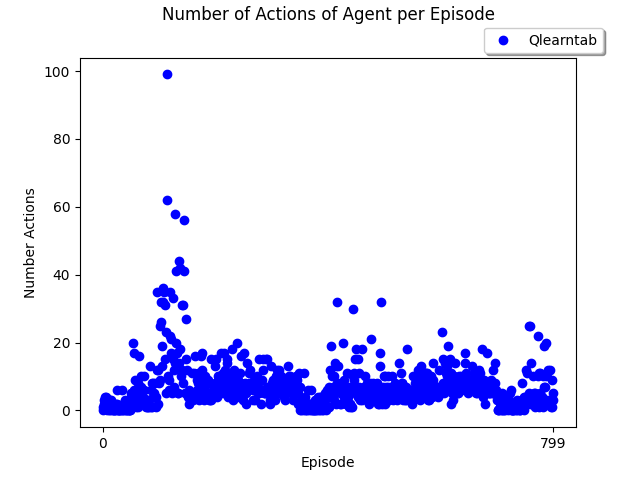 Number of Actions of Agent per Episode
Qlearntab
100
80
60
40
20
0
Number Actions
0
799
Episode